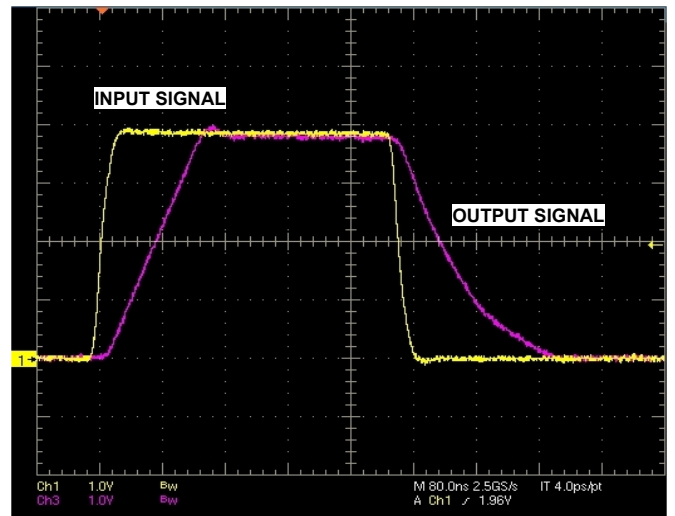 INPUT SIGNAL
OUTPUT SIGNAL
1
Ch1 1.0V Bw M 80.0ns 2.5GS/s IT 4.0ps/pt
Ch3 1.0V Bw A Ch1 ⁄ 1.96V